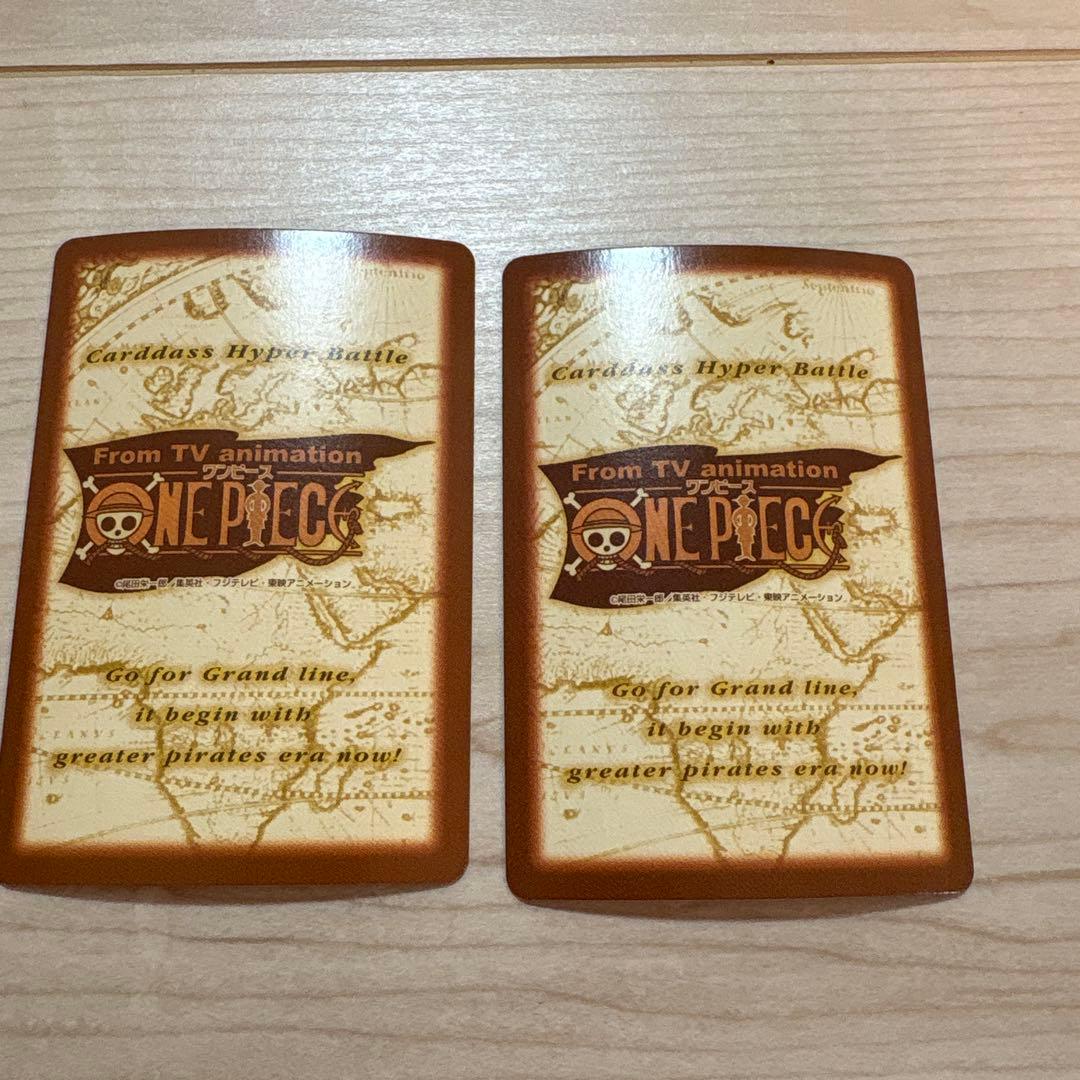 Septentrio
Carddass Hyper Battle
From TV animation
ワンピース
ONE PIECE
©尾田栄一郎／集英社・フジテレビ・東映アニメーション
Go for Grand line,
it begin with
greater pirates era now!
Septentrio
Carddass Hyper Battle
From TV animation
ワンピース
ONE PIECE
©尾田栄一郎／集英社・フジテレビ・東映アニメーション
Go for Grand line,
it begin with
greater pirates era now!